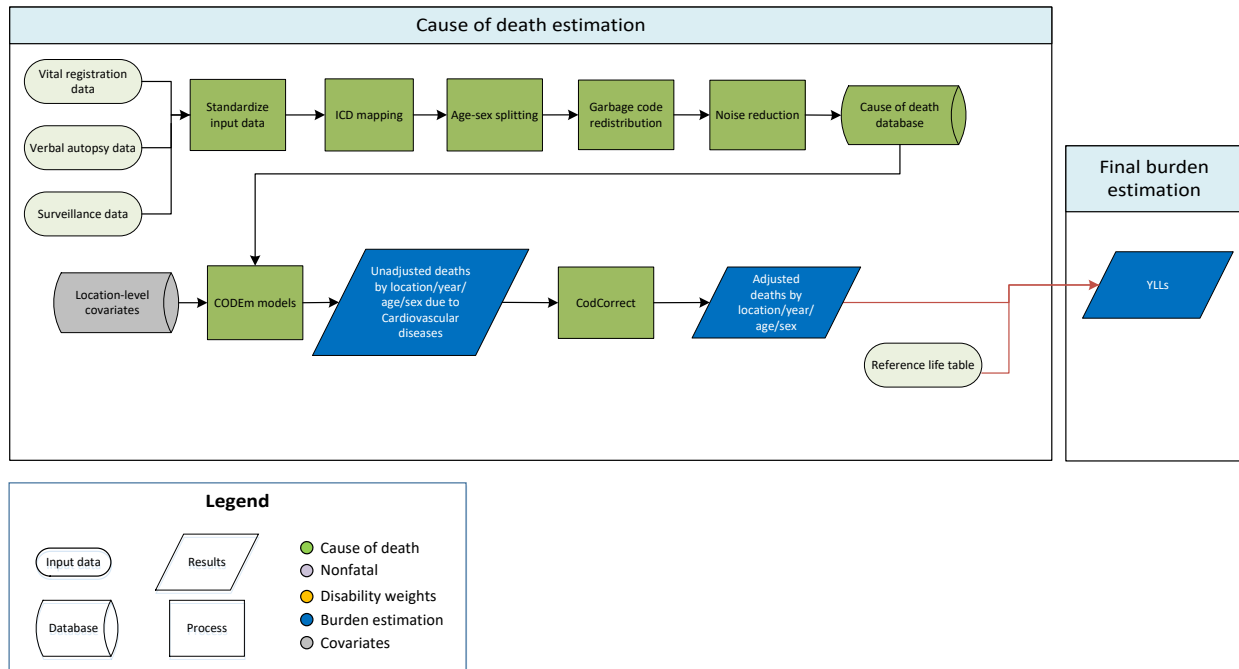 Cause of death estimation
Vital registration
data
Verbal autopsy data
Surveillance data
Standardize
input data
ICD mapping
Age-sex splitting
Garbage code
redistribution
Noise reduction
Cause of death
database
Location-level
covariates
CODEm models
Unadjusted deaths
by location/year/
age/sex due to
Cardiovascular
diseases
CodCorrect
Adjusted
deaths by
location/year/
age/sex
Reference life table
Final burden
estimation
YLLs
Legend
Input data
Results
Database
Process
Cause of death
Nonfatal
Disability weights
Burden estimation
Covariates